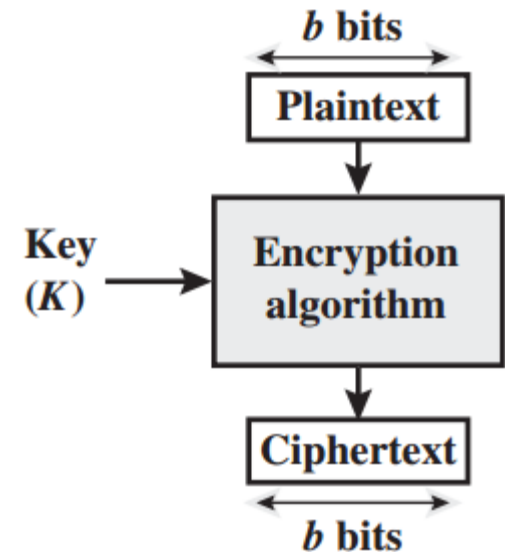 b bits
Plaintext
Key
(K)
Encryption
algorithm
Ciphertext
b bits